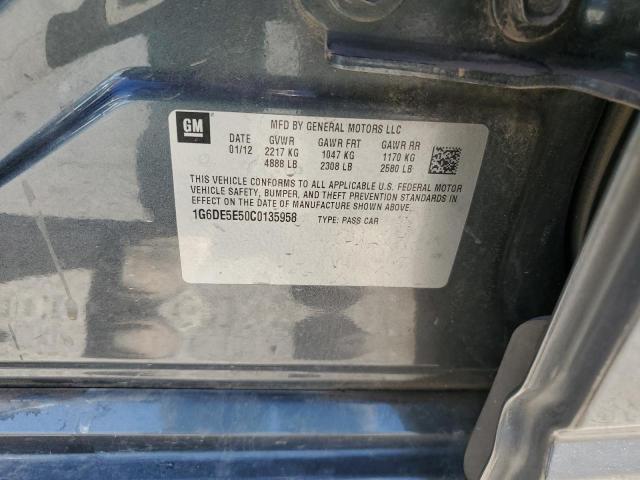 GM
MFD BY GENERAL MOTORS LLC
DATE GVWR GAWR FRT GAWR RR
01/12 2217 KG 1047 KG 1170 KG
4888 LB 2308 LB 2580 LB
THIS VEHICLE CONFORMS TO ALL APPLICABLE U.S. FEDERAL MOTOR
VEHICLE SAFETY, BUMPER, AND THEFT PREVENTION STANDARDS IN
EFFECT ON THE DATE OF MANUFACTURE SHOWN ABOVE.
1G6DE5E50C0135958 TYPE: PASS CAR